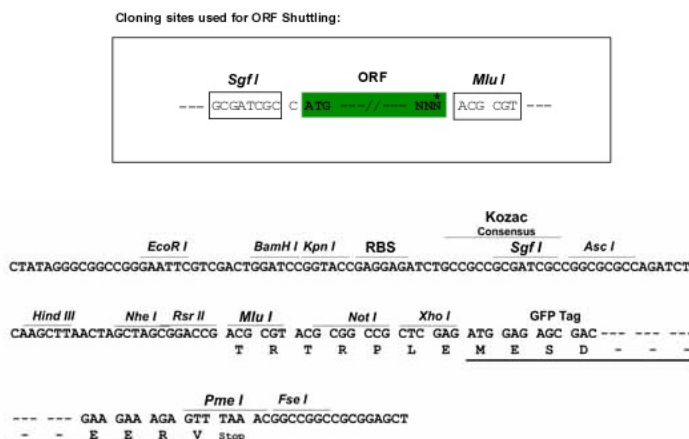 Cloning sites used for ORF Shuttling:
Sgf I ORF Mlu I
--- GCGATCGC C ATG ---//--- NNN* ACG CGT ---
Kozac
Consensus
EcoR I BamH I Kpn I RBS Sgf I Asc I
CTATAGGGCGGCCGGGAATTCGTCGACTGGATCCGGTACCGAGGAGATCTGCCGCCGCGATCGCCGGCGCGCCAGATCT
Hind III Nhe I Rsr II Mlu I Not I Xho I GFP Tag
CAAGCTTAACTAGCTAGCGGACCG ACG CGT ACG CGG CCG CTC GAG ATG GAG AGC GAC--- --- ---
T R T R P L E M E S D - - -
Pme I Fse I
--- --- GAA GAA AGA GTT TAA ACGGCCGGCCGCGGAGCT
- - E E R V Stop